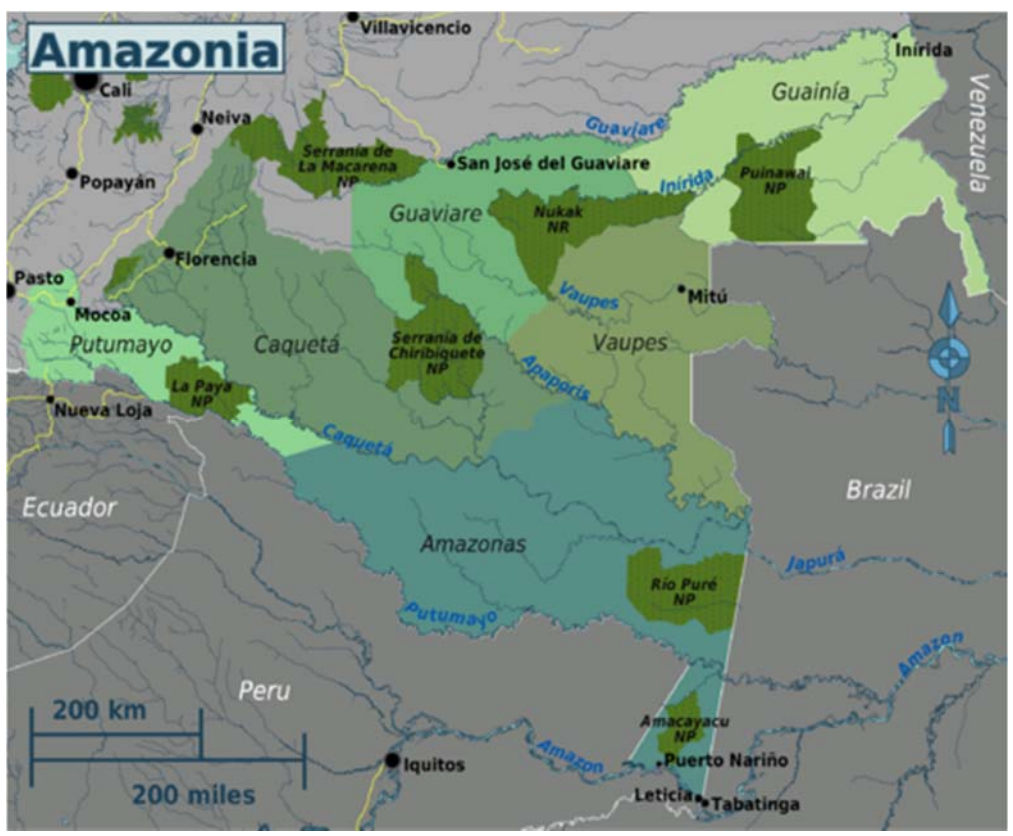 Amazonia
Villavicencio
Inírida
Cali
Guainía
Venezuela
Neiva
Guaviare
Serranía de
La Macarena
NP
San José del Guaviare
Popayán
Inírida
Puinawai
NP
Guaviare
Nukak
NR
Florencia
Pasto
Mocoa
Vaupes
Mitú
Putumayo
Caquetá
Serranía de
Chiribiquete
NP
Vaupes
Apaporis
La Paya
NP
Nueva Loja
N
Caquetá
Ecuador
Brazil
Amazonas
Japurá
Río Puré
NP
Putumayo
Amazon
Peru
200 km
Amacayacu
NP
Amazon
Puerto Nariño
Iquitos
200 miles
Leticia
Tabatinga